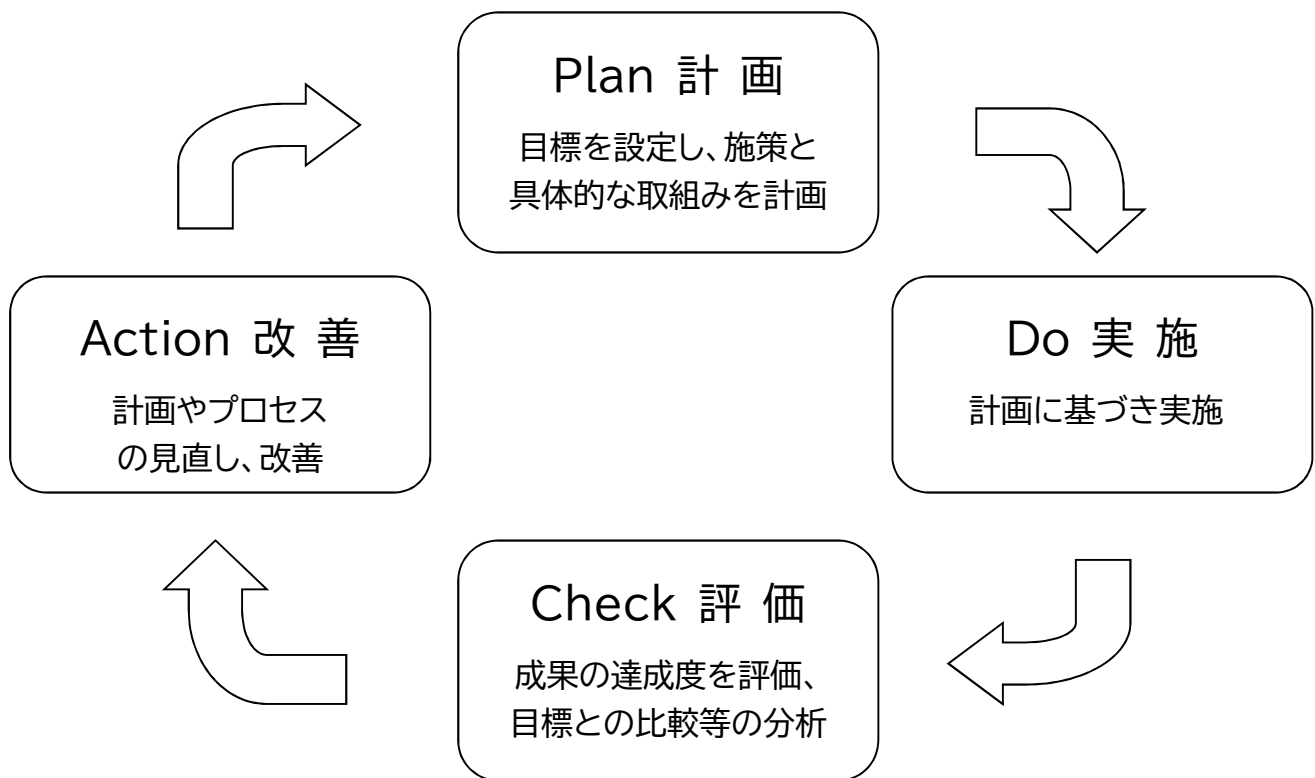 Plan 計 画
目標を設定し、施策と
具体的な取組みを計画
Action 改 善
計画やプロセス
の見直し、改善
Do 実 施
計画に基づき実施
Check 評 価
成果の達成度を評価、
目標との比較等の分析